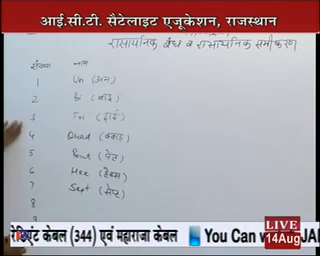 आई.सी.टी. सैटेलाइट एजूकेशन, राजस्थान
रासायनिक बंध व रासायनिक समीकरण
संख्या नाम
1 Un (अन)
2 Bi (बाई)
3 Tri (ट्राई)
4 Quad (क्वाड)
5 Pent (पेंट)
6 Hex (हेक्स)
7 Sept (सेप्ट)
8
9
रेडिएंट केबल (344) एवं महाराजा केबल You Can
LIVE
14Aug